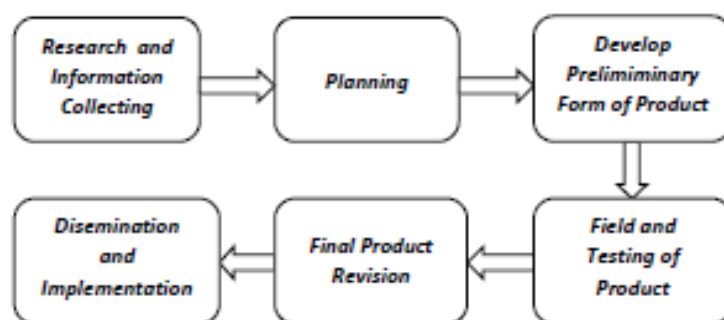 Research and
Information
Collecting
Planning
Develop
Prelimiminary
Form of Product
Field and
Testing of
Product
Final Product
Revision
Disemination
and
Implementation